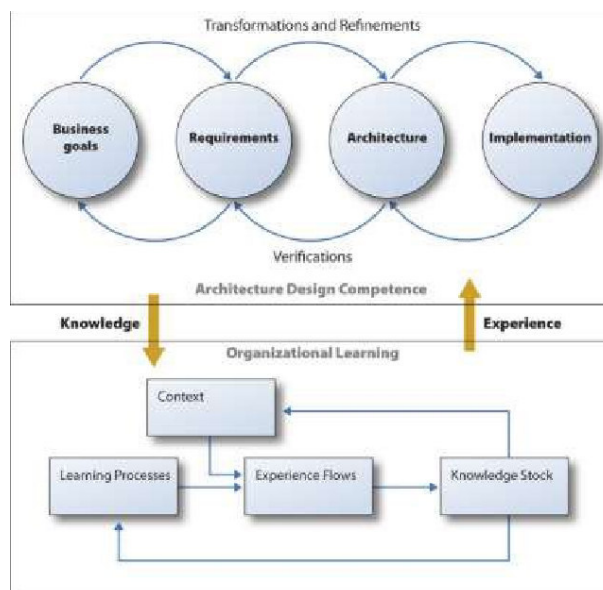 Transformations and Refinements
Business
goals
Requirements
Architecture
Implementation
Verifications
Architecture Design Competence
Knowledge
Experience
Organizational Learning
Context
Learning Processes
Experience Flows
Knowledge Stock